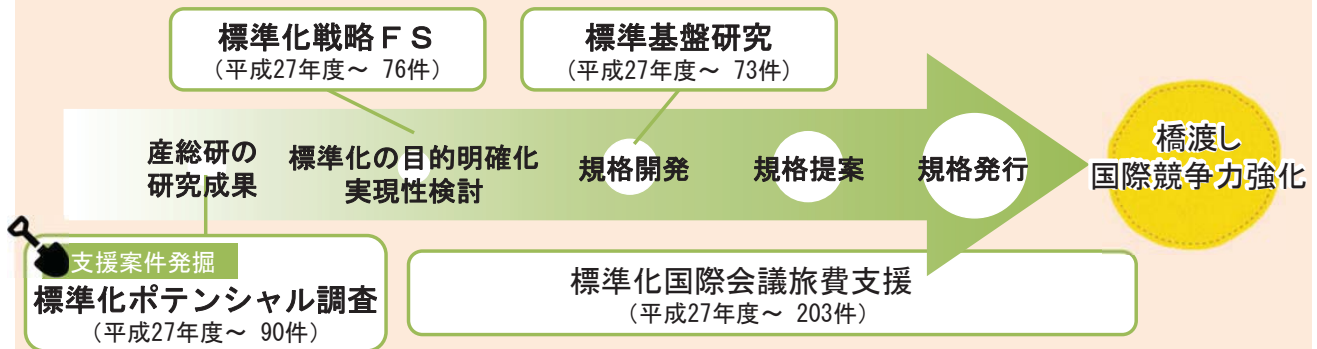 標準化戦略ＦＳ
（平成27年度～ 76件）
標準基盤研究
（平成27年度～ 73件）
産総研の
研究成果
標準化の目的明確化
実現性検討
規格開発
規格提案
規格発行
橋渡し
国際競争力強化
支援案件発掘
標準化ポテンシャル調査
（平成27年度～ 90件）
標準化国際会議旅費支援
（平成27年度～ 203件）